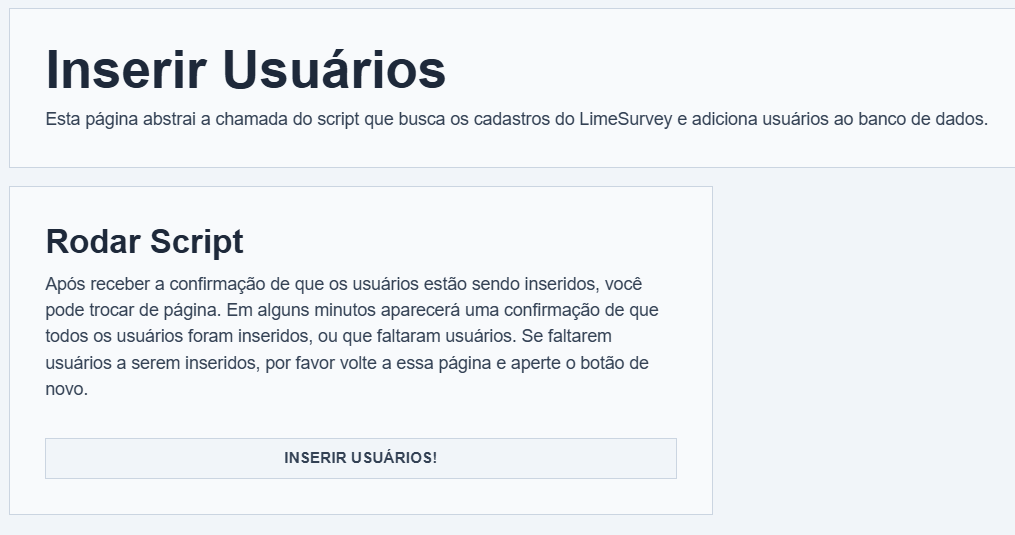 Inserir Usuários
Esta página abstrai a chamada do script que busca os cadastros do LimeSurvey e adiciona usuários ao banco de dados.
Rodar Script
Após receber a confirmação de que os usuários estão sendo inseridos, você
pode trocar de página. Em alguns minutos aparecerá uma confirmação de que
todos os usuários foram inseridos, ou que faltaram usuários. Se faltarem
usuários a serem inseridos, por favor volte a essa página e aperte o botão de
novo.
INSERIR USUÁRIOS!